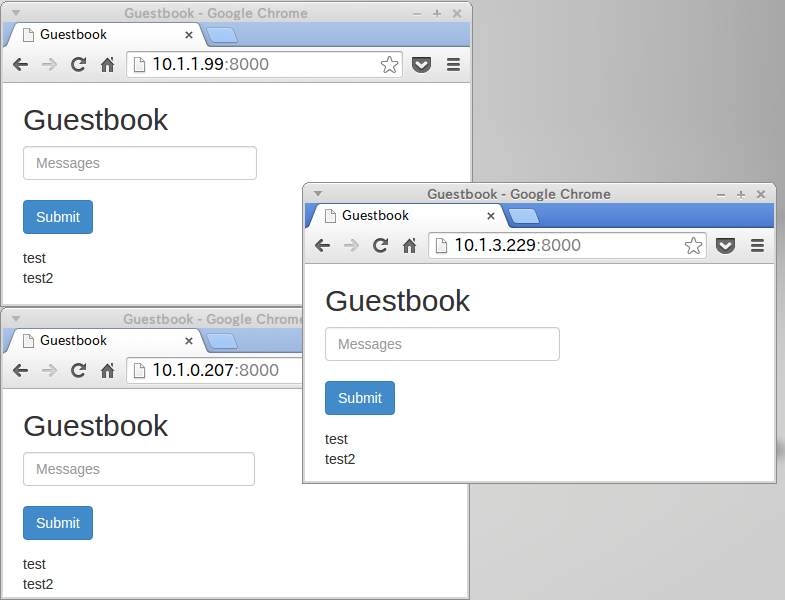 Guestbook - Google Chrome
Guestbook
10.1.1.99:8000
Guestbook
Messages
Submit
test
test2
Guestbook - Google Chrome
Guestbook
10.1.3.229:8000
Guestbook
Messages
Submit
test
test2
Guestbook - Google Chrom
Guestbook
10.1.0.207:8000
Guestbook
Messages
Submit
test
test2